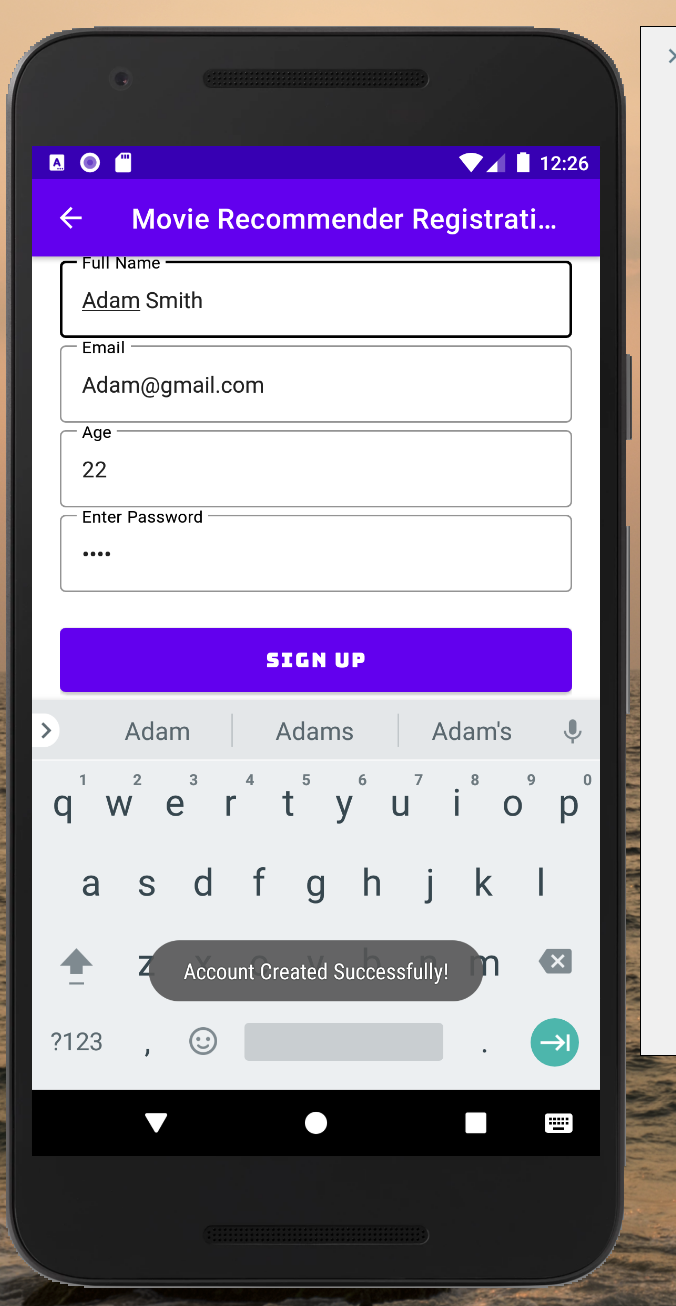 12:26
Movie Recommender Registrati...
Full Name
Adam Smith
Email
Adam@gmail.com
Age
22
Enter Password
••••
SIGN UP
Adam Adams Adam's
1 2 3 4 5 6 7 8 9 0
q w e r t y u i o p
a s d f g h j k l
z x c v b n m
Account Created Successfully!
?123 , .